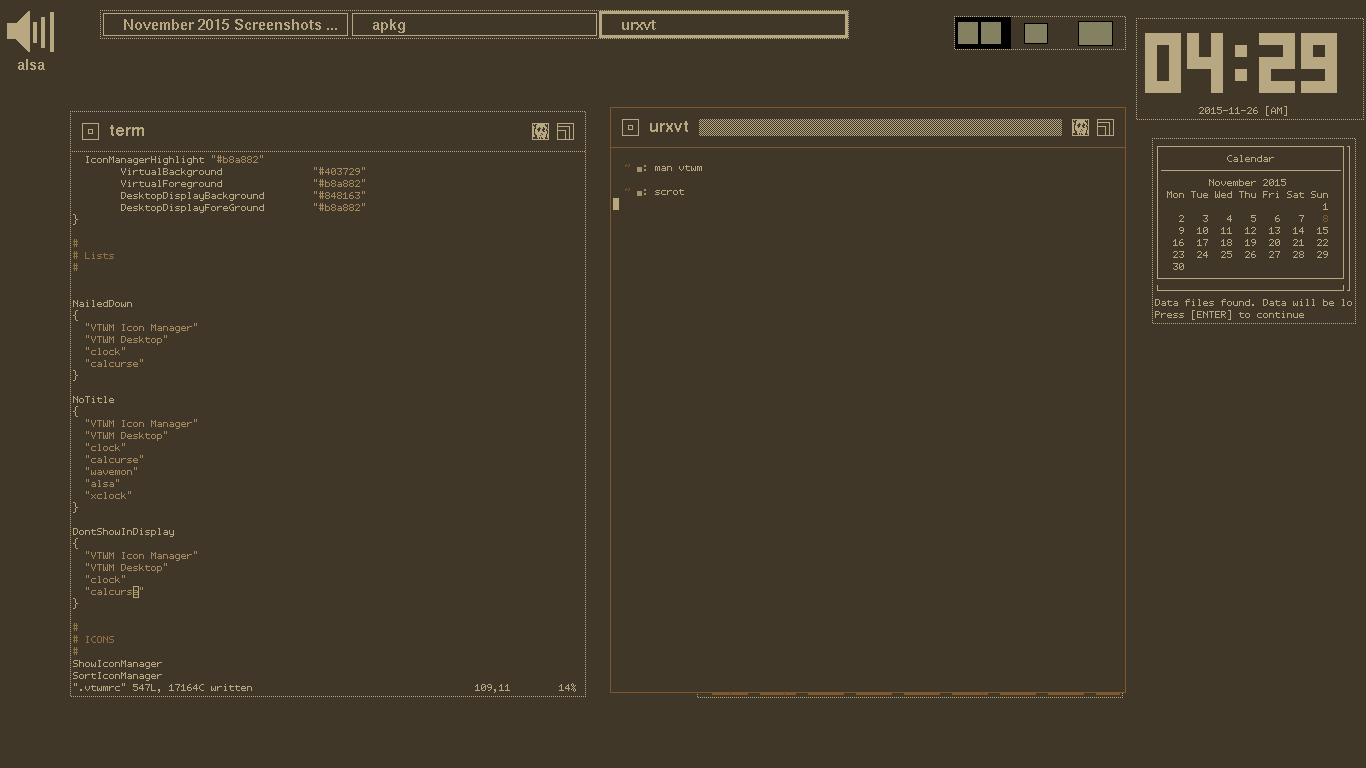 alsa
November 2015 Screenshots ...
apkg
urxvt
04:29
2015-11-26 [AM]
term
IconManagerHighlight "#b8a882"
VirtualBackground "#403729"
VirtualForeground "#b8a882"
DesktopDisplayBackground "#848163"
DesktopDisplayForeGround "#b8a882"
}
#
# Lists
#
NailedDown
{
"VTWM Icon Manager"
"VTWM Desktop"
"clock"
"calcurse"
}
NoTitle
{
"VTWM Icon Manager"
"VTWM Desktop"
"clock"
"calcurse"
"wavemon"
"alsa"
"xclock"
}
DontShowInDisplay
{
"VTWM Icon Manager"
"VTWM Desktop"
"clock"
"calcurse"
}
#
# ICONS
#
ShowIconManager
SortIconManager
".vtwmrc" 547L, 17164C written 109,11 14%
urxvt
~ ■: man vtwm
~ ■: scrot
Calendar
November 2015
Mon Tue Wed Thu Fri Sat Sun
1
2 3 4 5 6 7 8
9 10 11 12 13 14 15
16 17 18 19 20 21 22
23 24 25 26 27 28 29
30
Data files found. Data will be lo
Press [ENTER] to continue